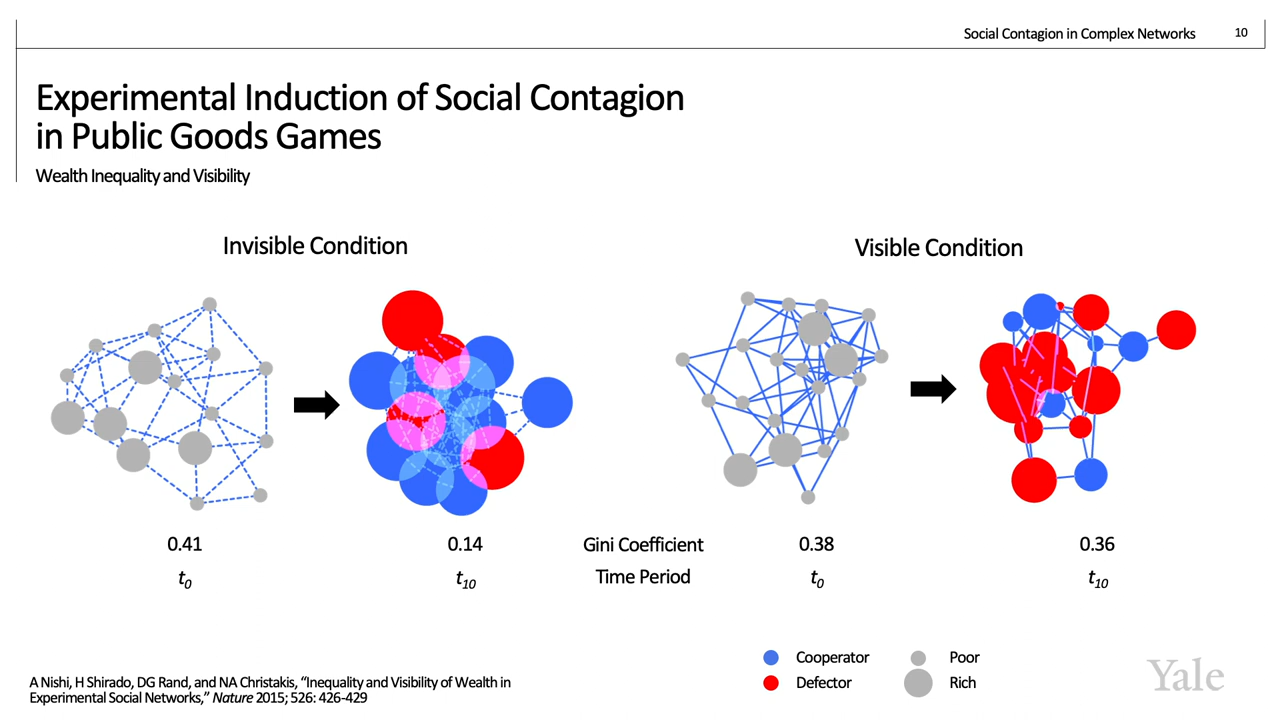 Social Contagion in Complex Networks 10
Experimental Induction of Social Contagion
in Public Goods Games
Wealth Inequality and Visibility
Invisible Condition
Visible Condition
0.41 0.14 Gini Coefficient 0.38 0.36
t0 t10 Time Period t0 t10
Cooperator Poor
Defector Rich
A Nishi, H Shirado, DG Rand, and NA Christakis, “Inequality and Visibility of Wealth in
Experimental Social Networks,” Nature 2015; 526: 426-429
Yale